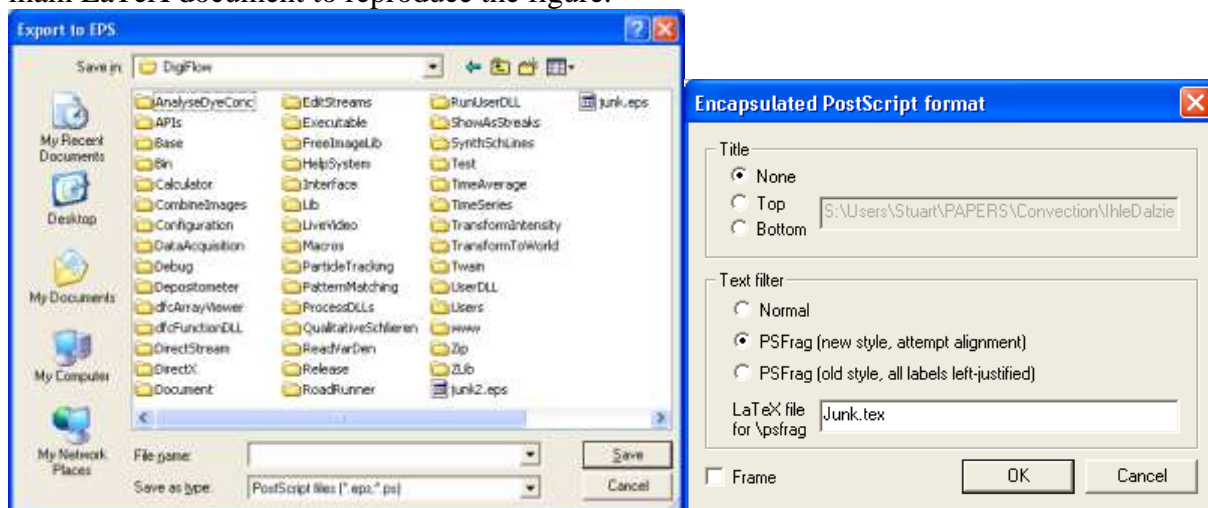 main LaTeX document to reproduce the figure.
Export to EPS
Save in: DigiFlow
My Recent Documents
Desktop
My Documents
My Computer
My Network Places
AnalyseDyeConc
APIs
Base
Bin
Calculator
CombineImages
Configuration
DataAcquisition
Debug
Depositometer
dfcArrayViewer
dfcFunctionDLL
DirectStream
DirectX
Document
EditStreams
Executable
FreeImageLib
HelpSystem
Interface
Lib
LiveVideo
Macros
ParticleTracking
PatternMatching
ProcessDLLs
QualitativeSchlieren
ReadVarDen
Release
RoadRunner
RunUserDLL
ShowAsStreaks
SynthSchLines
Test
TimeAverage
TimeSeries
TransformIntensity
TransformToWorld
Twain
UserDLL
Users
www
Zip
ZLib
junk2.eps
junk.eps
File name:
Save
Save as type: PostScript files (*.eps;*.ps)
Cancel
Encapsulated PostScript format
Title
None
Top
S:\Users\Stuart\PAPERS\Convection\IhleDalzie
Bottom
Text filter
Normal
PSFrag (new style, attempt alignment)
PSFrag (old style, all labels left-justified)
LaTeX file
for \psfrag
Junk.tex
Frame
OK
Cancel